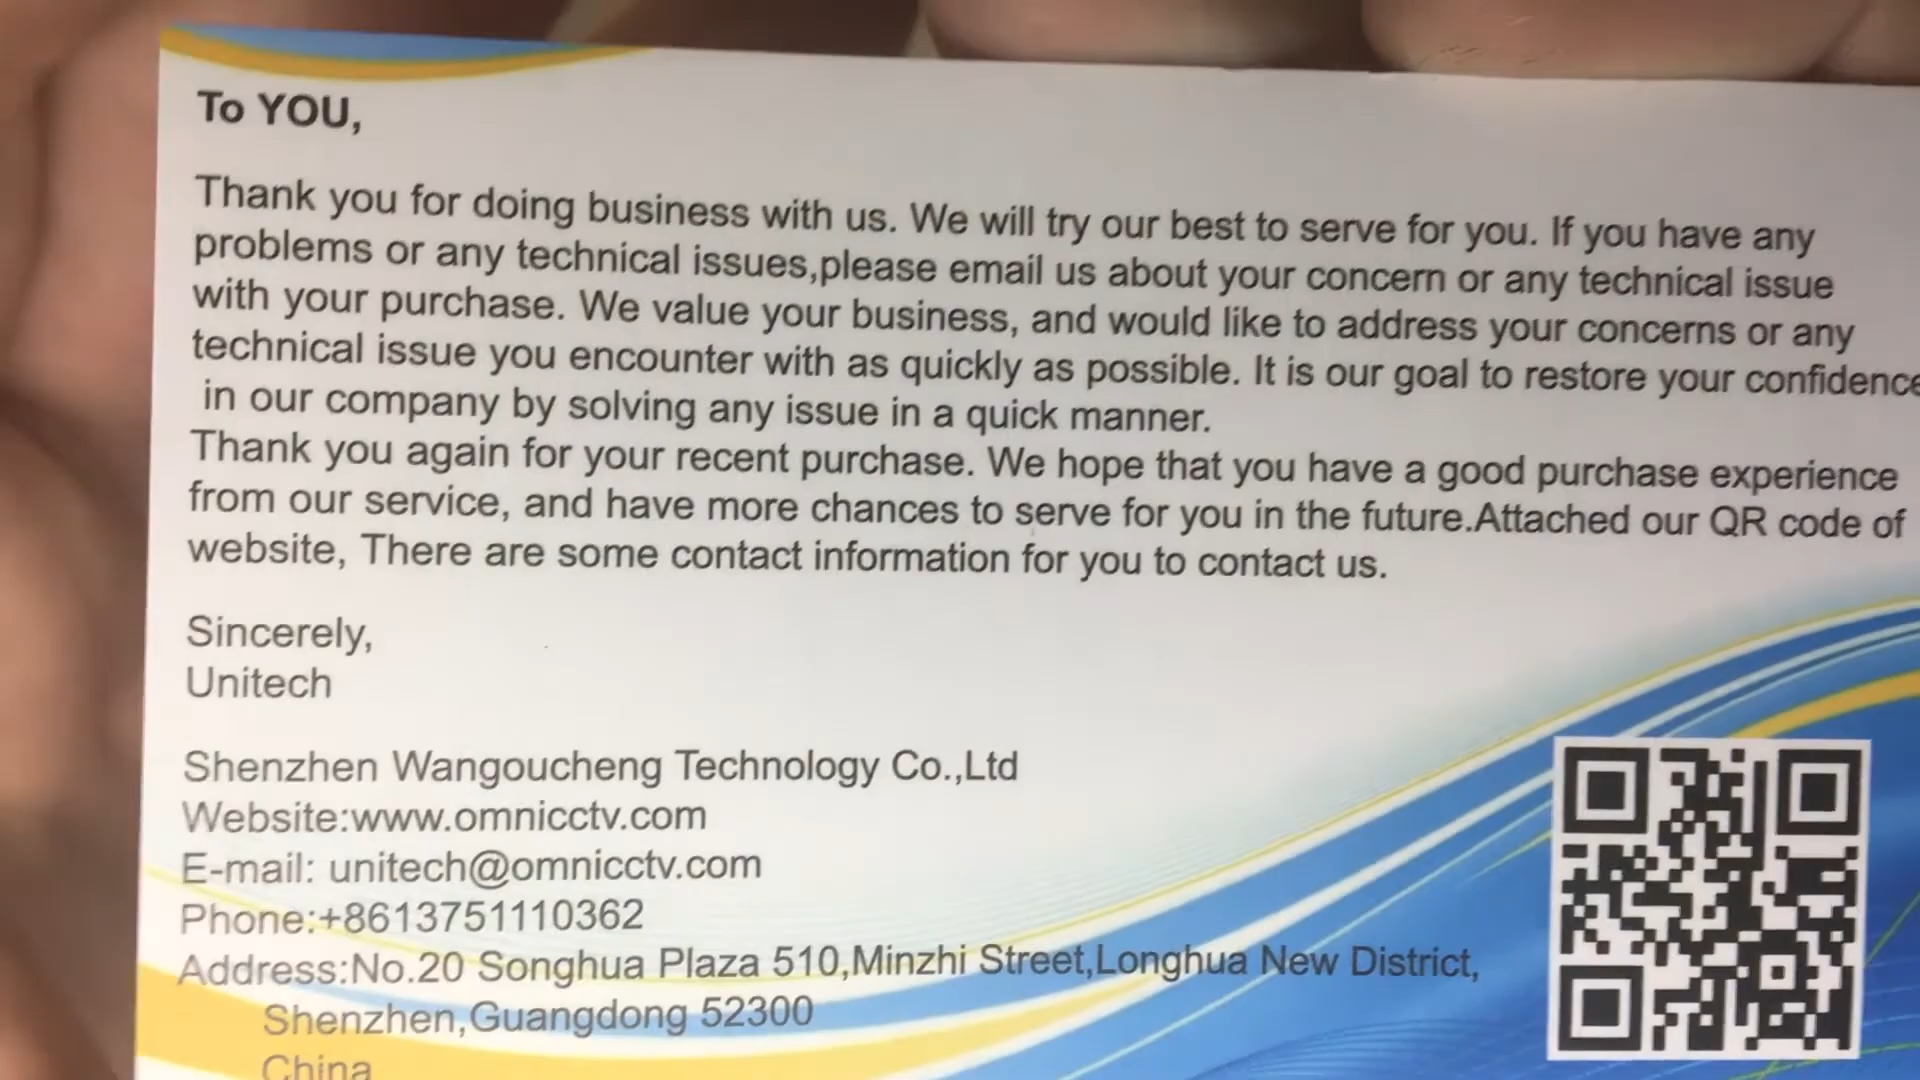 To YOU,
Thank you for doing business with us. We will try our best to serve for you. If you have any
problems or any technical issues,please email us about your concern or any technical issue
with your purchase. We value your business, and would like to address your concerns or any
technical issue you encounter with as quickly as possible. It is our goal to restore your confidence
in our company by solving any issue in a quick manner.
Thank you again for your recent purchase. We hope that you have a good purchase experience
from our service, and have more chances to serve for you in the future.Attached our QR code of
website, There are some contact information for you to contact us.
Sincerely,
Unitech
Shenzhen Wangoucheng Technology Co.,Ltd
Website:www.omnicctv.com
E-mail: unitech@omnicctv.com
Phone:+8613751110362
Address:No.20 Songhua Plaza 510,Minzhi Street,Longhua New District,
Shenzhen,Guangdong 52300
China